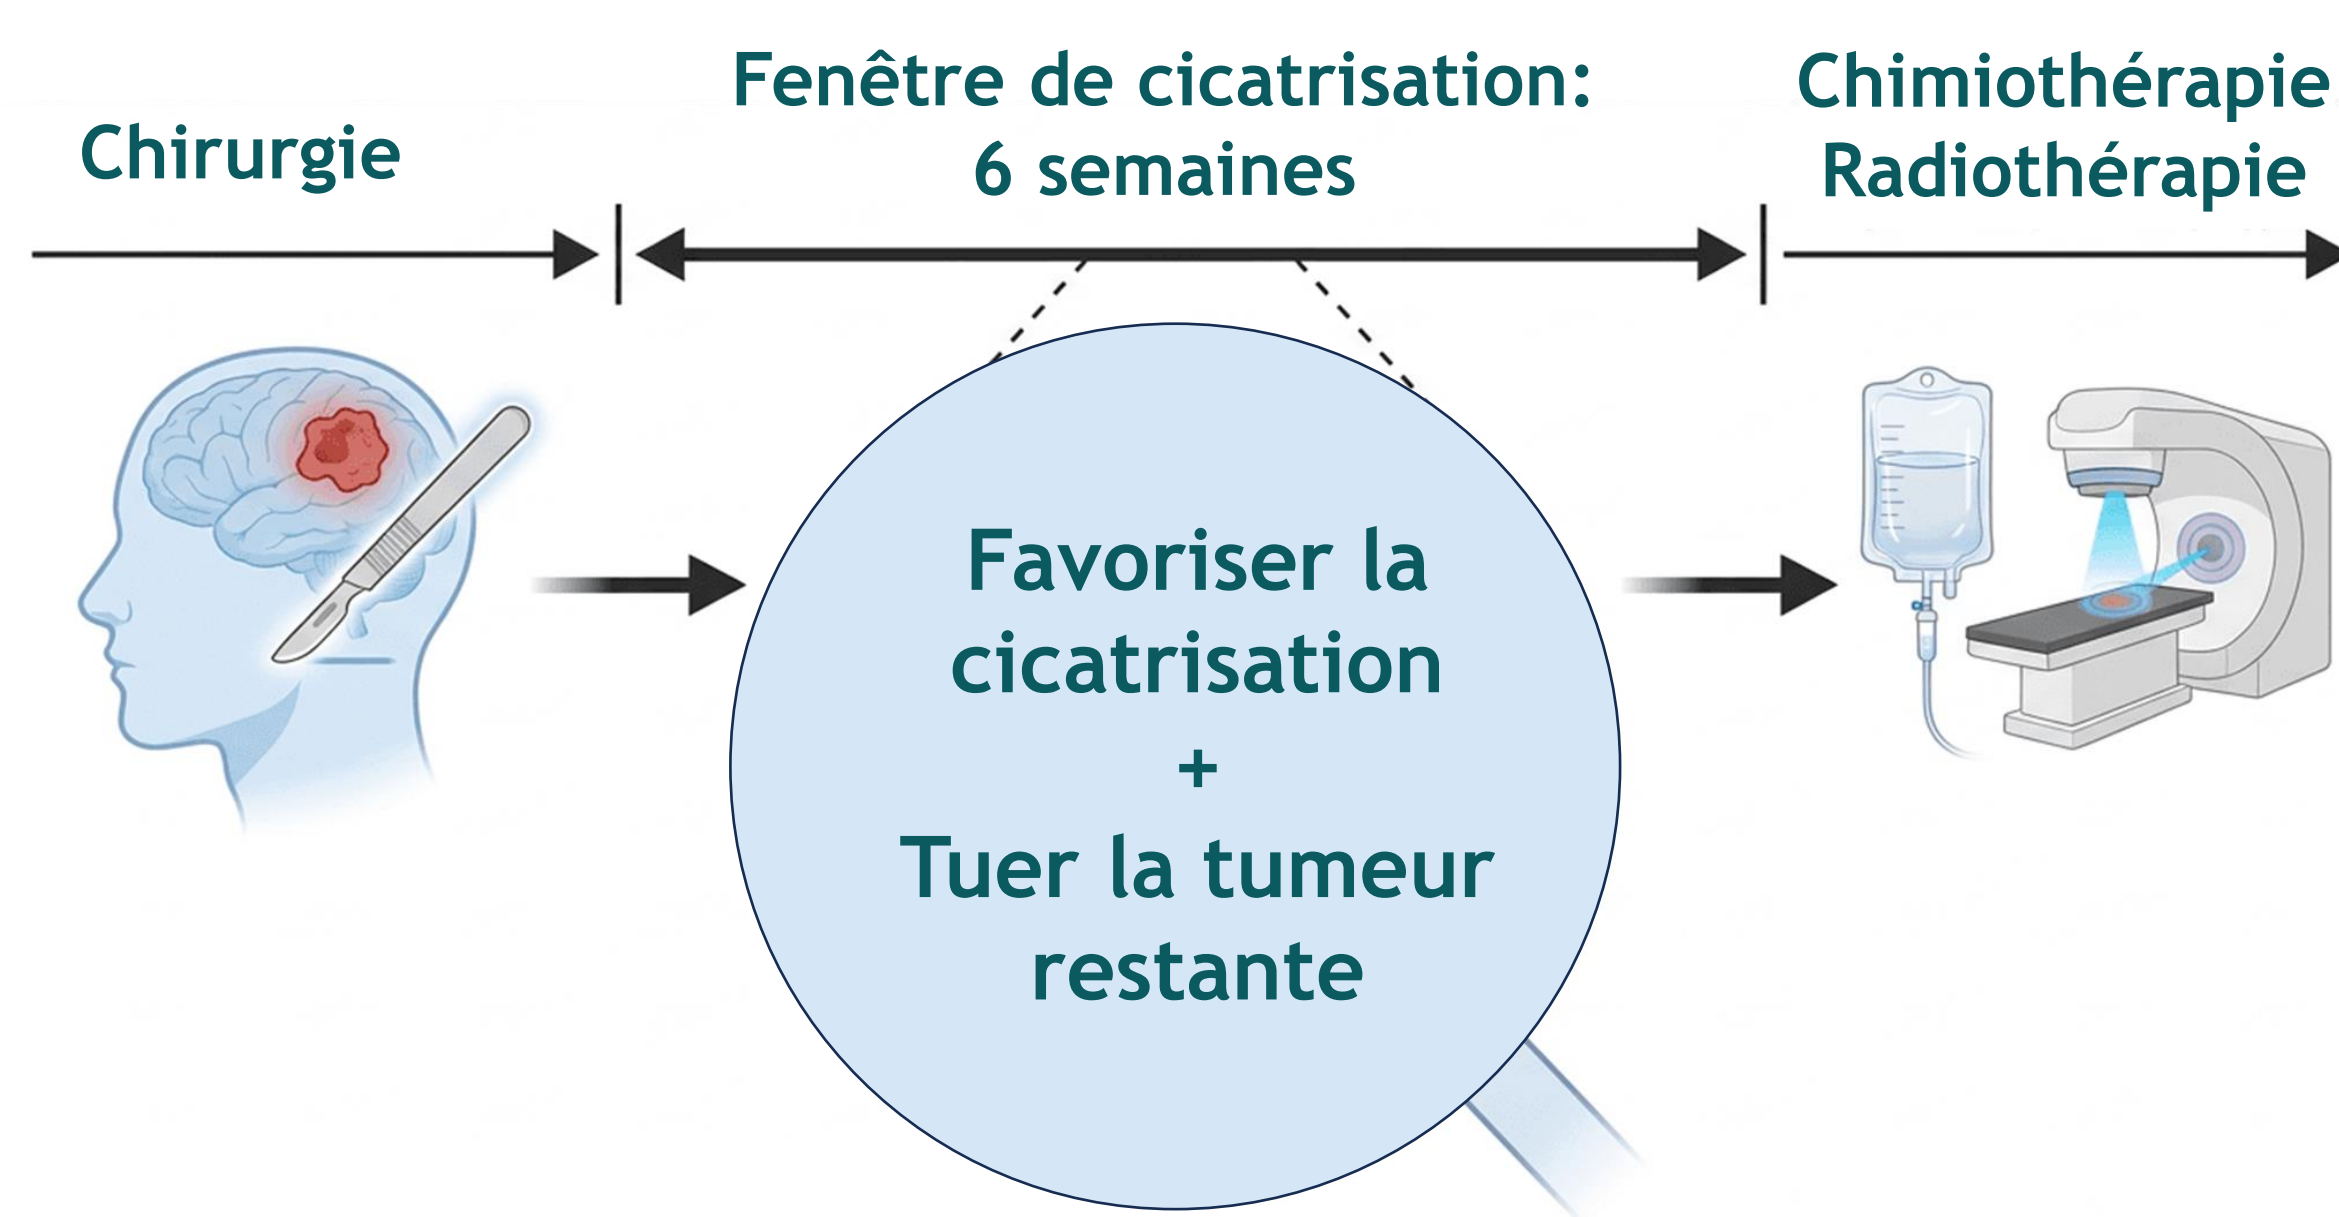 Chirurgie
Fenêtre de cicatrisation:
6 semaines
Chimiothérapie
Radiothérapie
Favoriser la
cicatrisation
+
Tuer la tumeur
restante